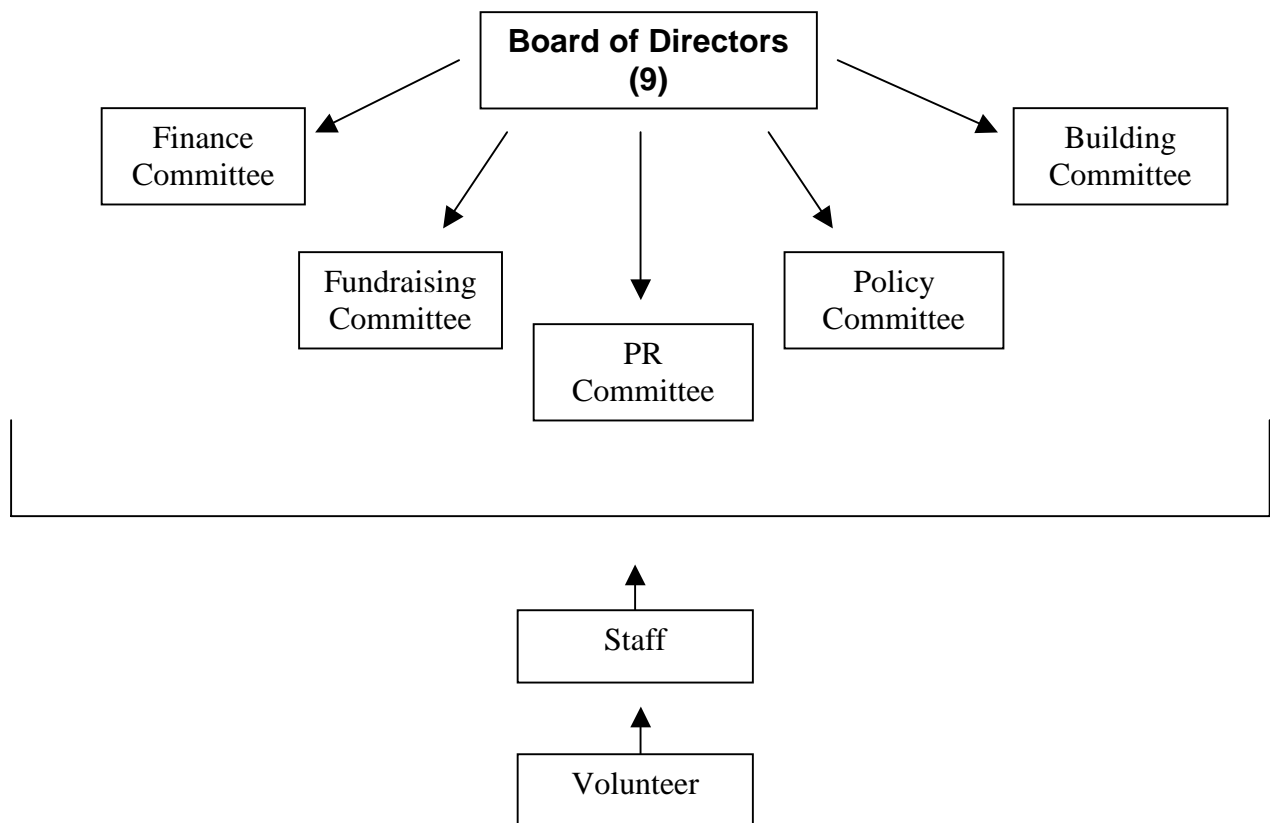 Board of Directors
(9)
Finance
Committee
Building
Committee
Fundraising
Committee
Policy
Committee
PR
Committee
Staff
Volunteer